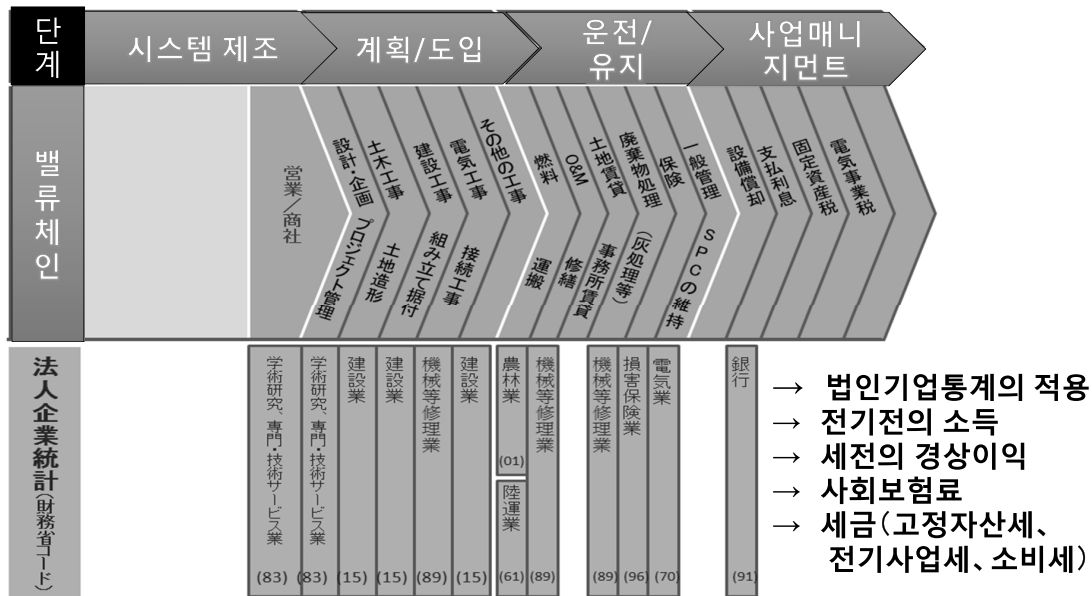 단계
시스템 제조
계획/도입
운전/
유지
사업매니
지먼트
밸류체인
営業/商社
設計・企画
プロジェクト管理
土木工事
土地造形
建設工事
組み立て据付
電気工事
接続工事
その他の工事
燃料
運搬
O&M
修繕
土地賃貸
事務所賃貸
廃棄物処理
(灰処理等)
保険
一般管理
SPCの維持
設備償却
支払利息
固定資産税
電気事業税
法人企業統計(財務省コード)
学術研究、専門・技術サービス業
(83)
学術研究、専門・技術サービス業
(83)
建設業
(15)
建設業
(15)
機械等修理業
(89)
建設業
(15)
農林業
(01)
陸運業
(61)
機械等修理業
(89)
機械等修理業
(89)
損害保険業
(96)
電気業
(70)
銀行
(91)
→ 법인기업통계의 적용
→ 전기전의 소득
→ 세전의 경상이익
→ 사회보험료
→ 세금(고정자산세、
전기사업세、소비세)